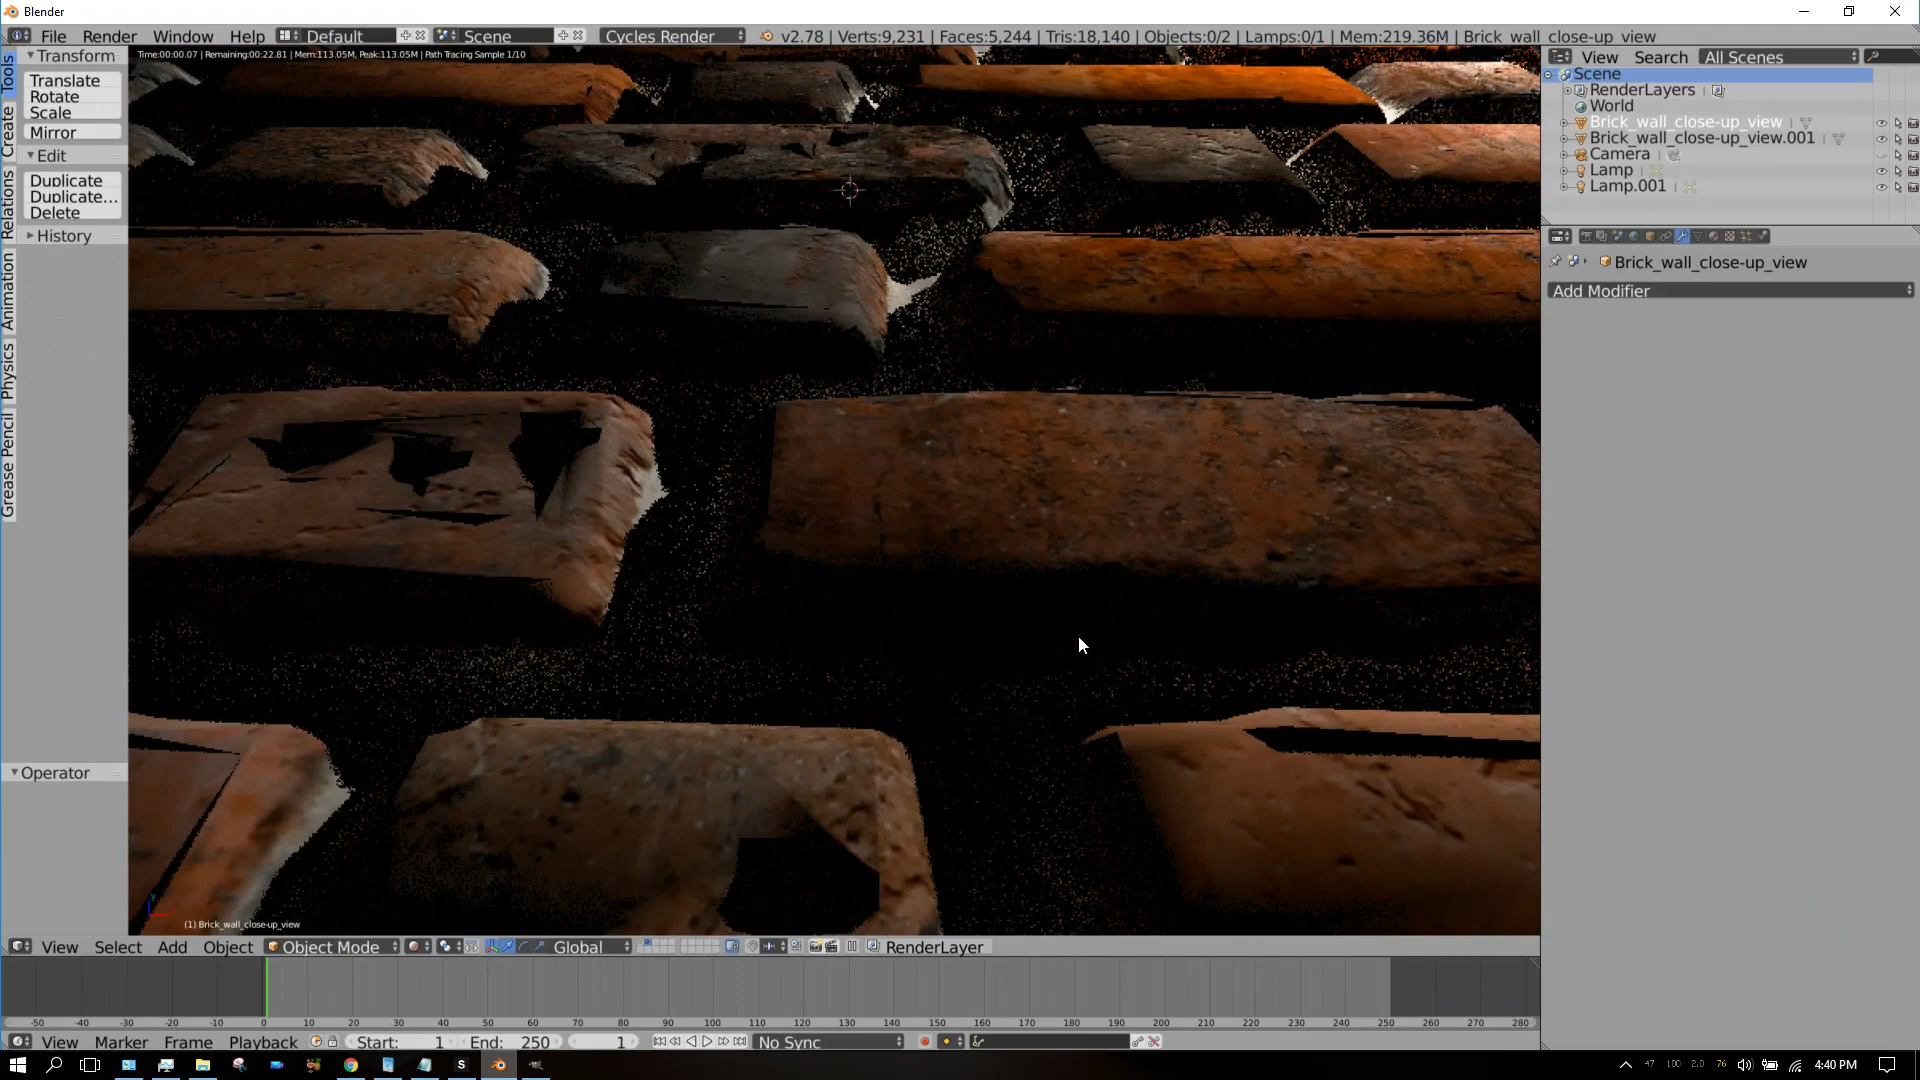 Blender
File Render Window Help Default Scene Cycles Render v2.78 | Verts:9,231 | Faces:5,244 | Tris:18,140 | Objects:0/2 | Lamps:0/1 | Mem:219.36M | Brick_wall_close-up_view
Time:00:00.07 | Remaining:00:22.81 | Mem:113.05M, Peak:113.05M | Path Tracing Sample 1/10
Tools
Create
Relations
Animation
Physics
Grease Pencil
Transform
Translate
Rotate
Scale
Mirror
Edit
Duplicate
Duplicate...
Delete
History
Operator
(1) Brick_wall_close-up_view
View Search All Scenes
Scene
RenderLayers
World
Brick_wall_close-up_view
Brick_wall_close-up_view.001
Camera
Lamp
Lamp.001
Brick_wall_close-up_view
Add Modifier
View Select Add Object Object Mode Global RenderLayer
-50 -40 -30 -20 -10 0 10 20 30 40 50 60 70 80 90 100 110 120 130 140 150 160 170 180 190 200 210 220 230 240 250 260 270 280
View Marker Frame Playback Start: 1 End: 250 1 No Sync
47 100 2.0 76 4:40 PM